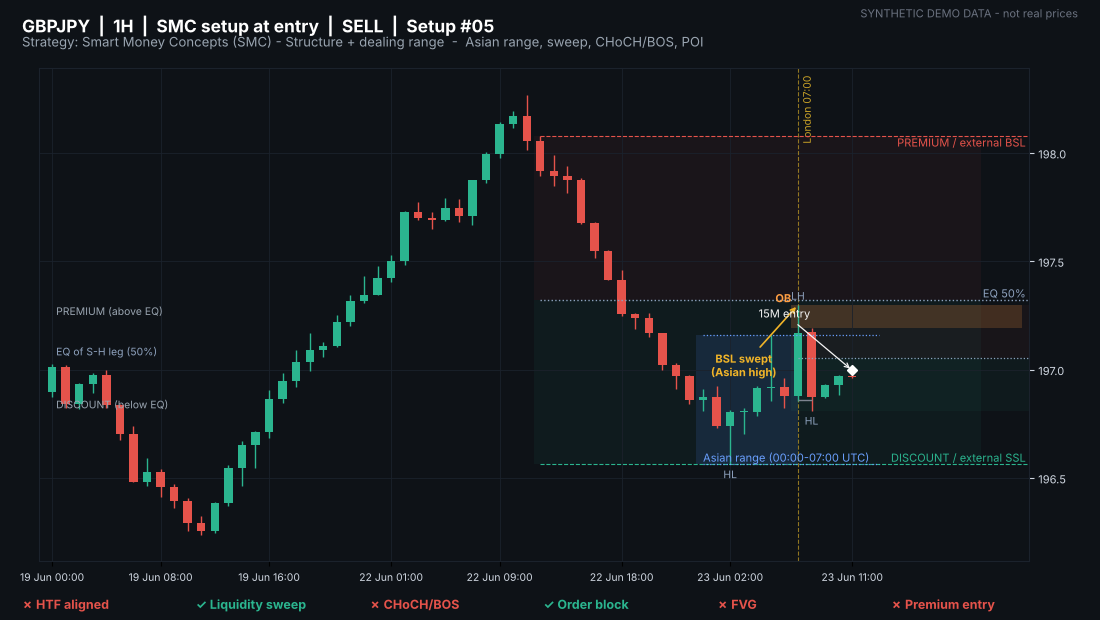 SYNTHETIC DEMO DATA - not real prices
GBPJPY | 1H | SMC setup at entry | SELL | Setup #05
Strategy: Smart Money Concepts (SMC) - Structure + dealing range - Asian range, sweep, CHoCH/BOS, POI
London 07:00
PREMIUM / external BSL
198.0
197.5
EQ 50%
OB
LH
PREMIUM (above EQ)
15M entry
EQ of S-H leg (50%)
BSL swept
(Asian high)
197.0
DISCOUNT (below EQ)
HL
Asian range (00:00-07:00 UTC)
DISCOUNT / external SSL
HL
196.5
19 Jun 00:00
19 Jun 08:00
19 Jun 16:00
22 Jun 01:00
22 Jun 09:00
22 Jun 18:00
23 Jun 02:00
23 Jun 11:00
× HTF aligned
✓ Liquidity sweep
× CHoCH/BOS
✓ Order block
× FVG
× Premium entry